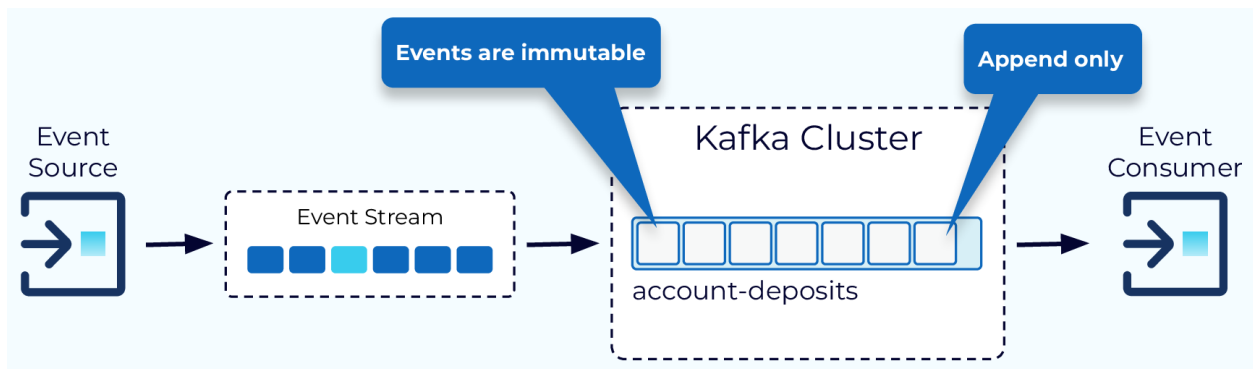 Events are immutable
Append only
Event
Source
Event Stream
Kafka Cluster
account-deposits
Event
Consumer